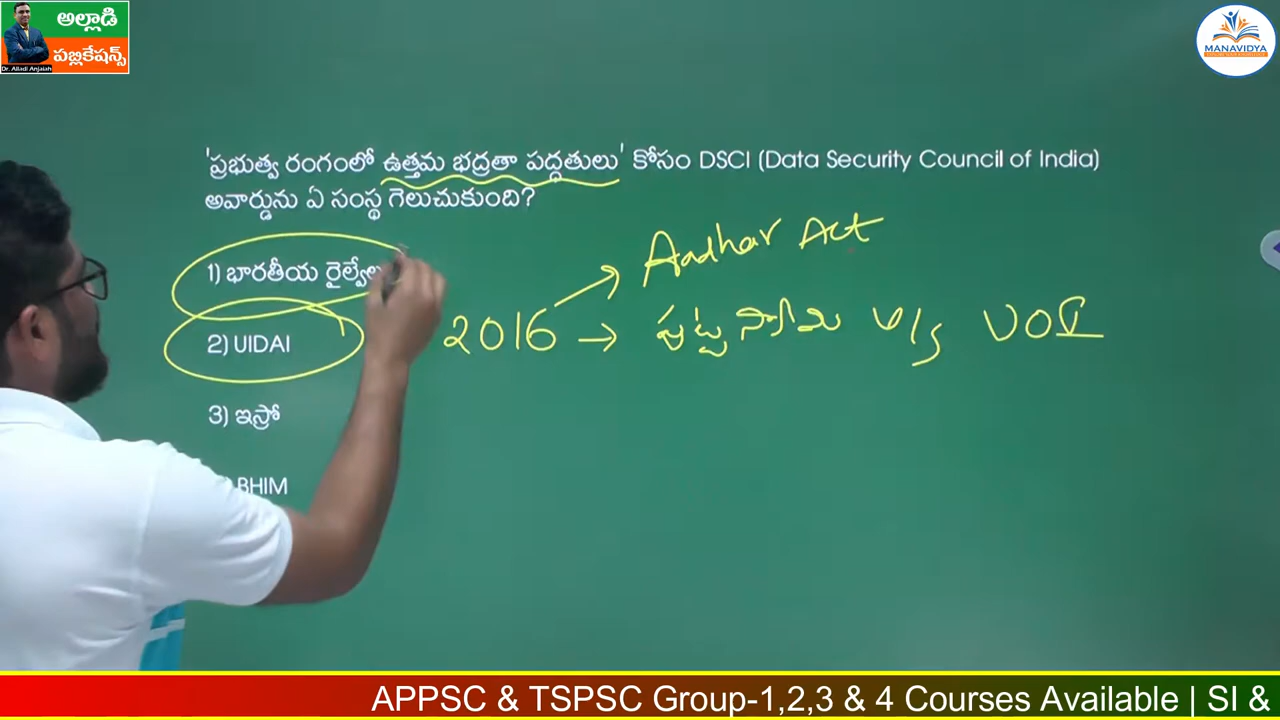 అల్లాడి
పబ్లికేషన్స్
Dr. Alladi Anjaiah
MANAVIDYA
'ప్రభుత్వ రంగంలో ఉత్తమ భద్రతా పద్ధతులు' కోసం DSCI (Data Security Council of India)
అవార్డును ఏ సంస్థ గెలుచుకుంది?
1) భారతీయ రైల్వేలు
Aadhar Act
2) UIDAI
2016 → పుట్టస్వామి v/s UOI
3) ఇస్రో
BHIM
APPSC & TSPSC Group-1,2,3 & 4 Courses Available | SI &